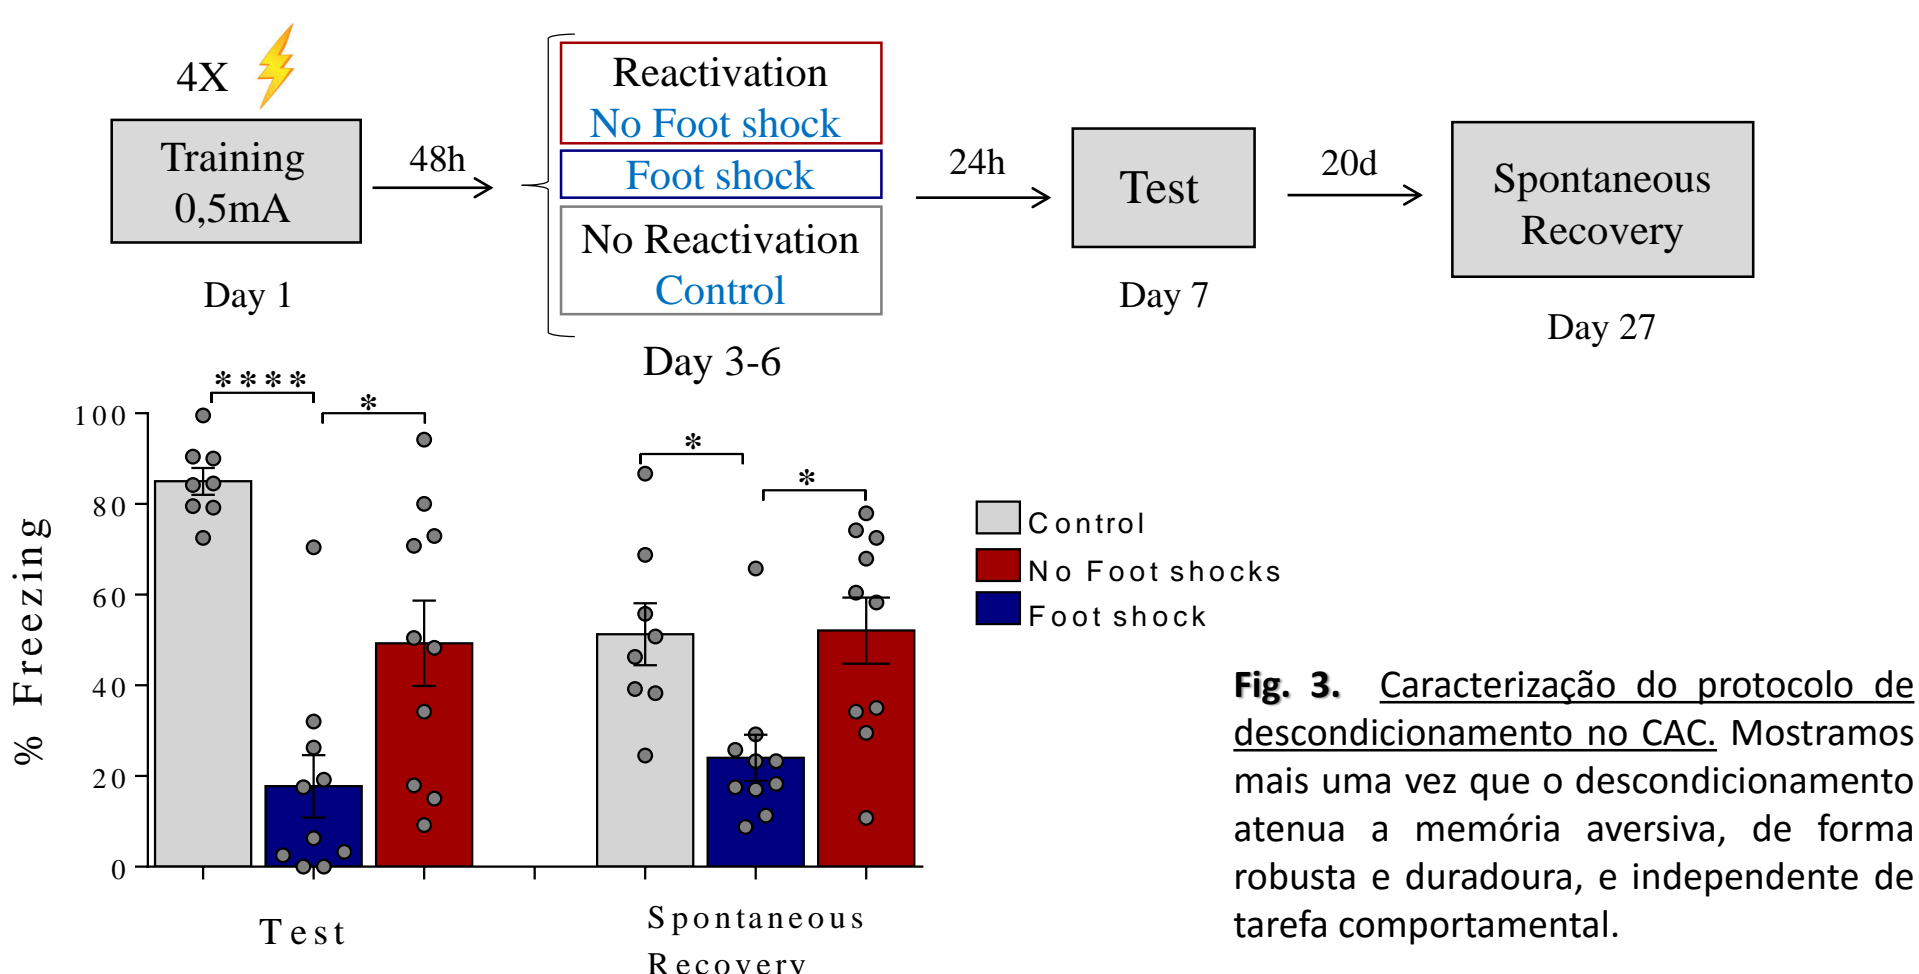 4X
Training
0,5mA
Day 1
48h
Reactivation
No Foot shock
Foot shock
No Reactivation
Control
Day 3-6
24h
Test
Day 7
20d
Spontaneous
Recovery
Day 27
% Freezing
100
80
60
40
20
0
****
*
*
*
Test
Spontaneous
Recovery
Control
No Foot shocks
Foot shock
Fig. 3. Caracterização do protocolo de
descondicionamento no CAC. Mostramos
mais uma vez que o descondicionamento
atenua a memória aversiva, de forma
robusta e duradoura, e independente de
tarefa comportamental.